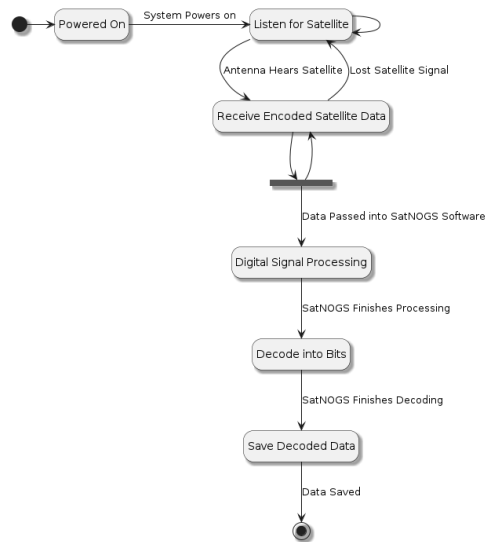 System Powers on
Powered On
Listen for Satellite
Antenna Hears Satellite
Lost Satellite Signal
Receive Encoded Satellite Data
Data Passed into SatNOGS Software
Digital Signal Processing
SatNOGS Finishes Processing
Decode into Bits
SatNOGS Finishes Decoding
Save Decoded Data
Data Saved